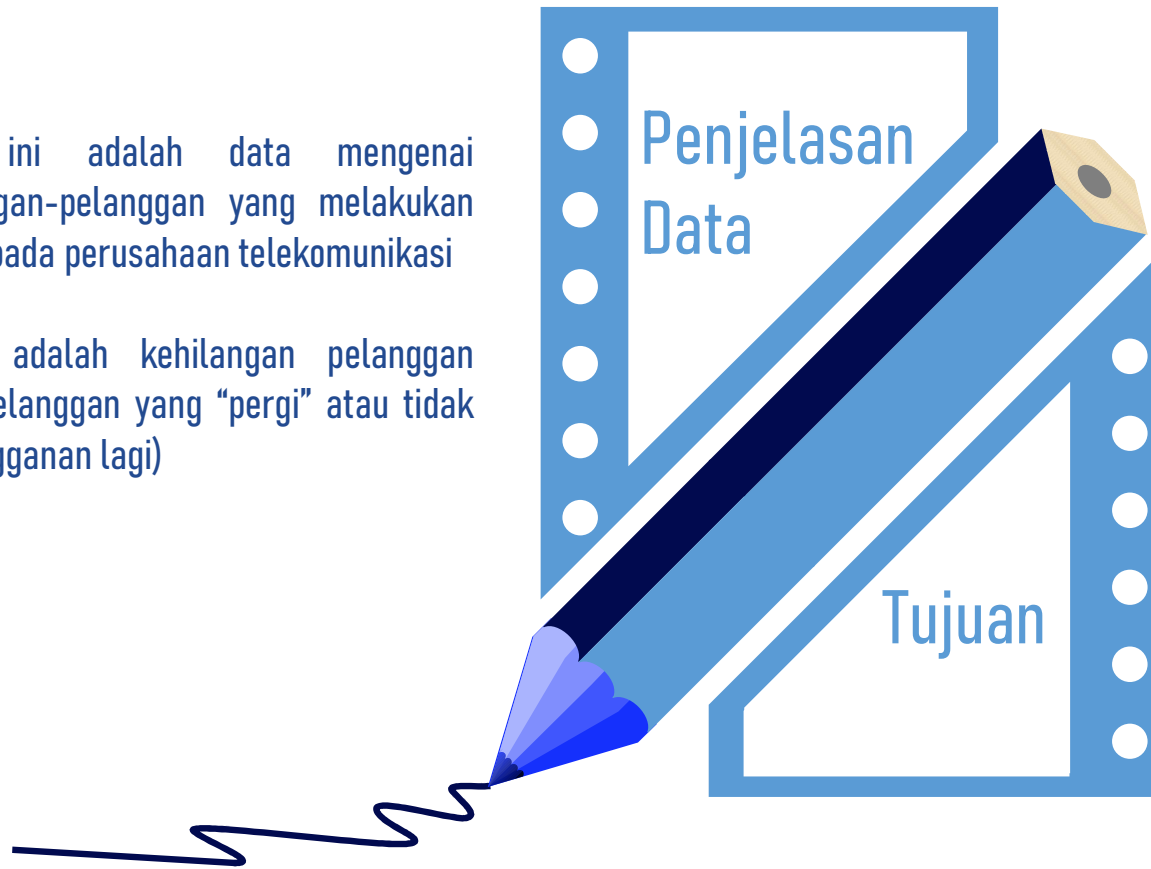 ini adalah data mengenai
gan-pelanggan yang melakukan
pada perusahaan telekomunikasi
adalah kehilangan pelanggan
elanggan yang “pergi” atau tidak
gganan lagi)
Penjelasan
Data
Tujuan